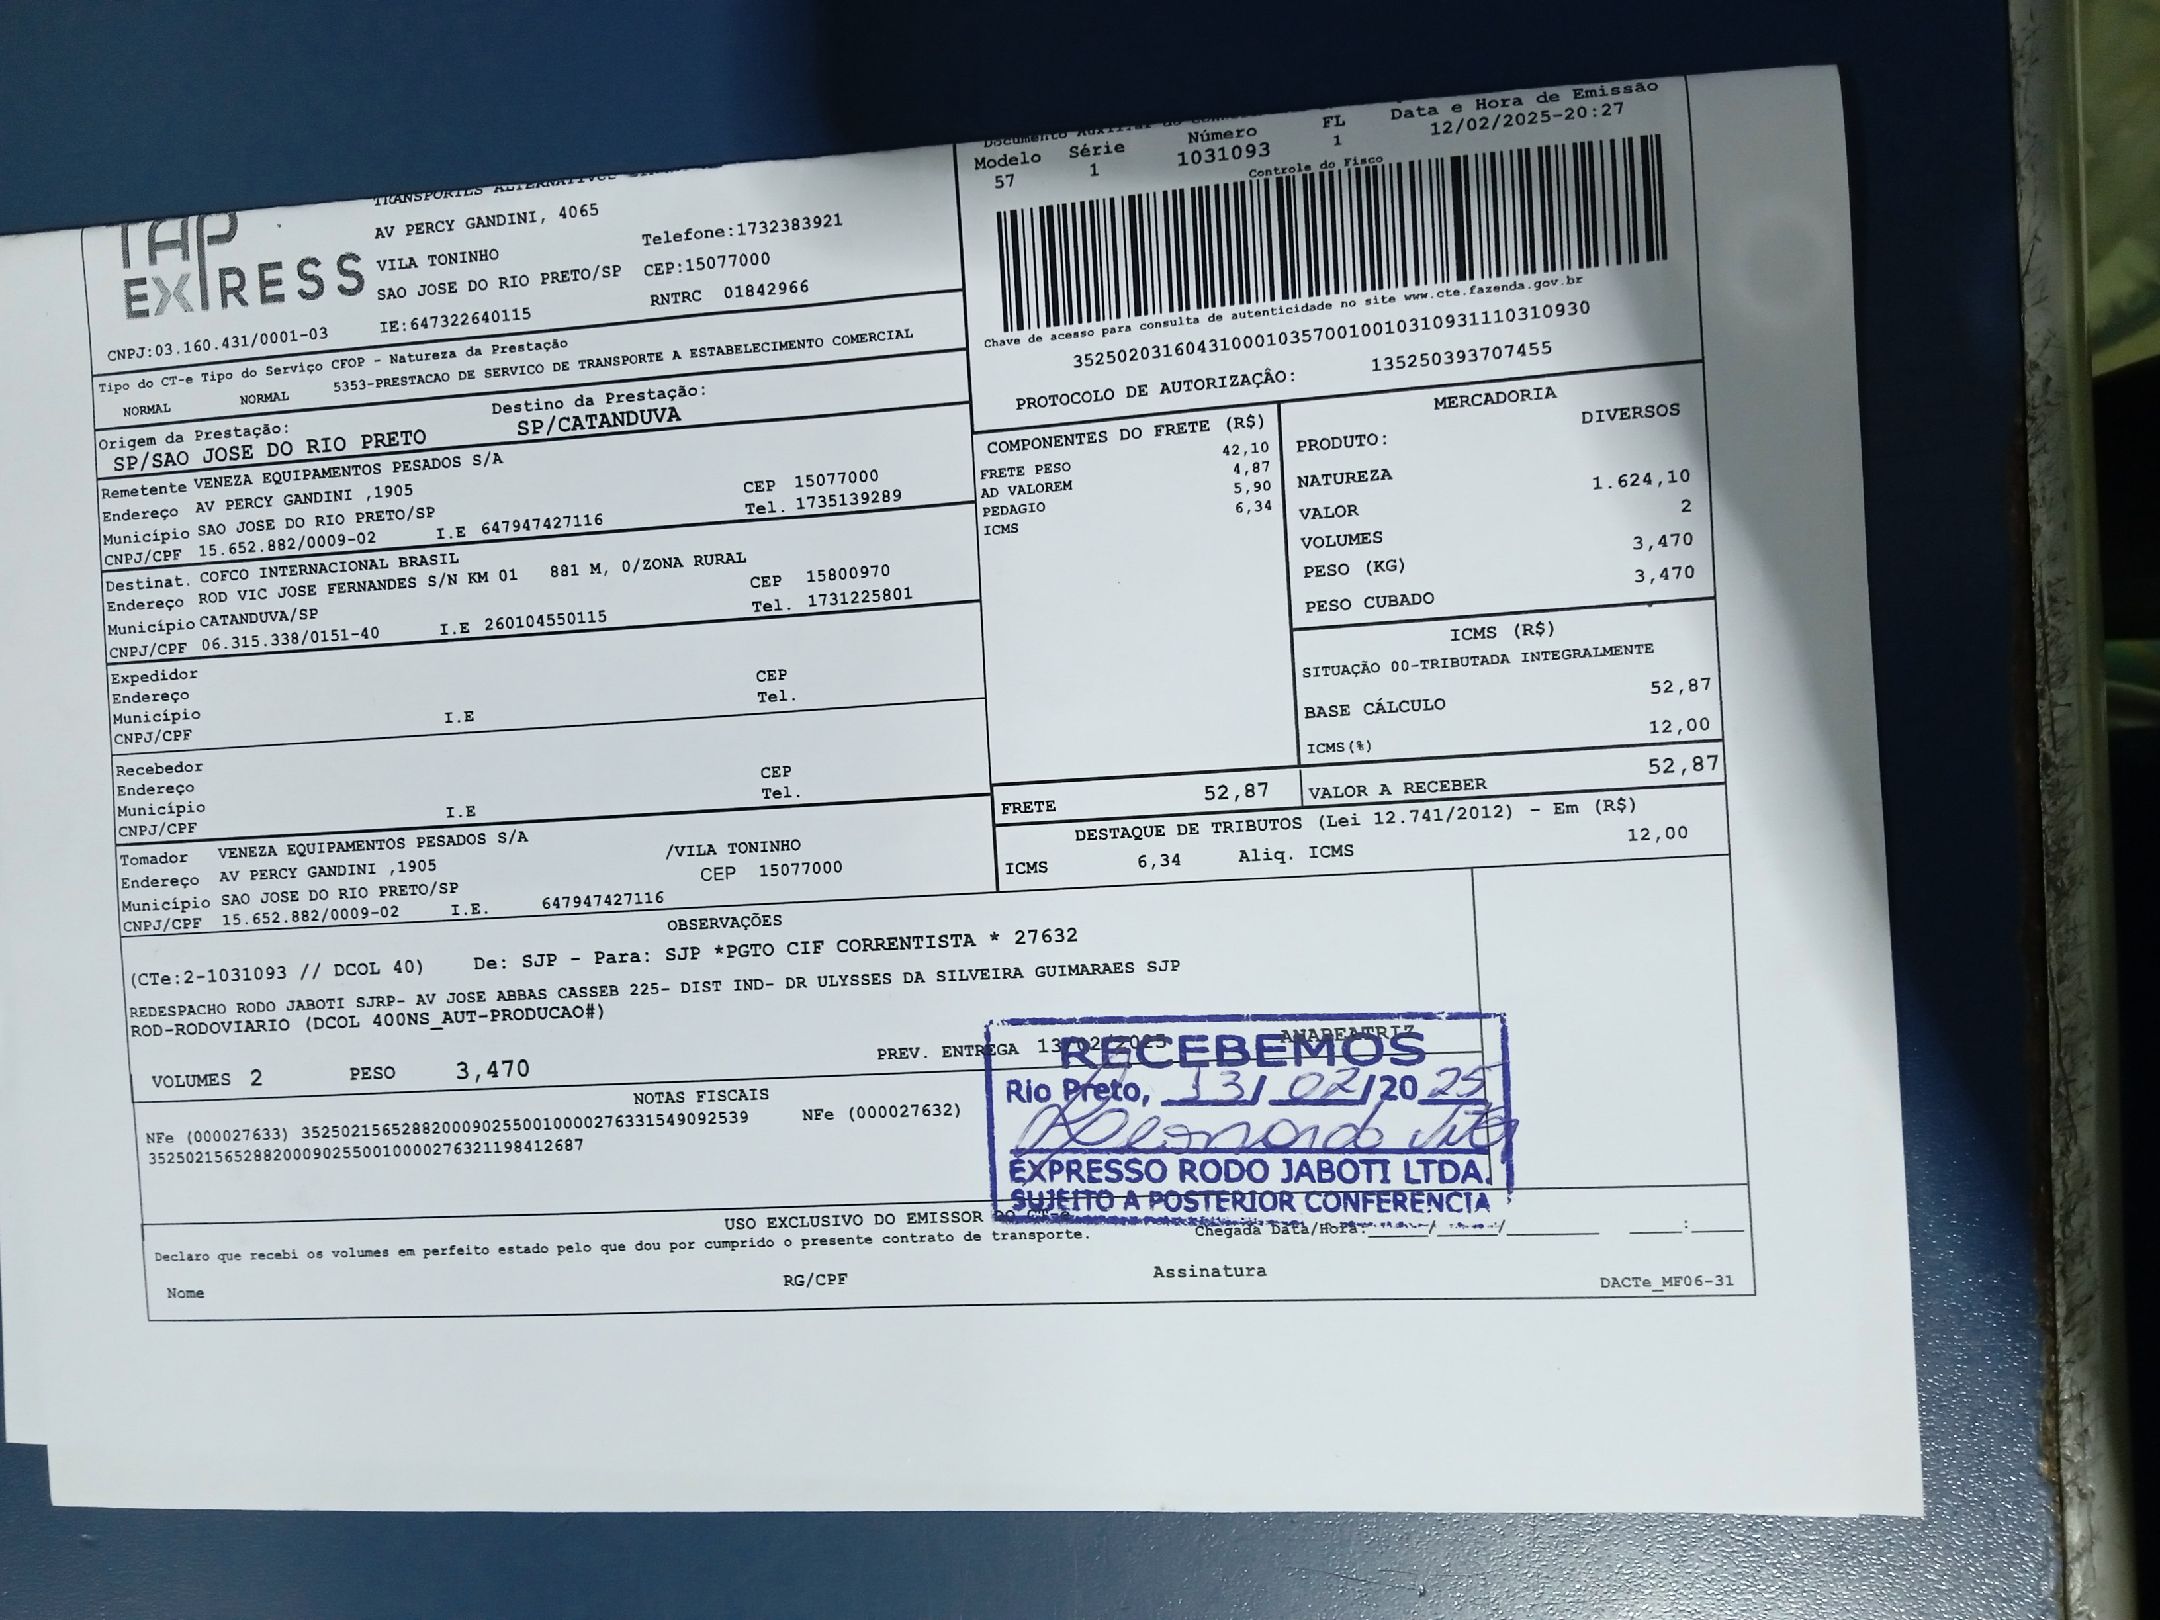 TAP
EXPRESS
TRANSPORTES ALTERNATIVOS
AV PERCY GANDINI, 4065
VILA TONINHO
Telefone:1732383921
SAO JOSE DO RIO PRETO/SP CEP:15077000
CNPJ:03.160.431/0001-03 IE:647322640115 RNTRC 01842966
Tipo do CT-e Tipo do Serviço CFOP - Natureza da Prestação
NORMAL NORMAL 5353-PRESTACAO DE SERVICO DE TRANSPORTE A ESTABELECIMENTO COMERCIAL
Origem da Prestação: Destino da Prestação:
SP/SAO JOSE DO RIO PRETO SP/CATANDUVA
Remetente VENEZA EQUIPAMENTOS PESADOS S/A
Endereço AV PERCY GANDINI ,1905 CEP 15077000
Município SAO JOSE DO RIO PRETO/SP Tel. 1735139289
CNPJ/CPF 15.652.882/0009-02 I.E 647947427116
Destinat. COFCO INTERNACIONAL BRASIL
Endereço ROD VIC JOSE FERNANDES S/N KM 01 881 M, 0/ZONA RURAL
Município CATANDUVA/SP CEP 15800970
CNPJ/CPF 06.315.338/0151-40 I.E 260104550115 Tel. 1731225801
Expedidor
Endereço CEP
Município Tel.
CNPJ/CPF I.E
Recebedor
Endereço CEP
Município Tel.
CNPJ/CPF I.E
Tomador VENEZA EQUIPAMENTOS PESADOS S/A
Endereço AV PERCY GANDINI ,1905 /VILA TONINHO
Município SAO JOSE DO RIO PRETO/SP CEP 15077000
CNPJ/CPF 15.652.882/0009-02 I.E. 647947427116
Documento
Modelo Série Número FL Data e Hora de Emissão
57 1 1031093 1 12/02/2025-20:27
Controle do Fisco
Chave de acesso para consulta de autenticidade no site www.cte.fazenda.gov.br
35250203160431000103570010010310931110310930
PROTOCOLO DE AUTORIZAÇÃO: 135250393707455
COMPONENTES DO FRETE (R$)
FRETE PESO 42,10
AD VALOREM 4,87
PEDAGIO 5,90
ICMS 6,34
MERCADORIA
PRODUTO: DIVERSOS
NATUREZA
VALOR 1.624,10
VOLUMES 2
PESO (KG) 3,470
PESO CUBADO 3,470
ICMS (R$)
SITUAÇÃO 00-TRIBUTADA INTEGRALMENTE
BASE CÁLCULO 52,87
ICMS(%) 12,00
FRETE 52,87 VALOR A RECEBER 52,87
DESTAQUE DE TRIBUTOS (Lei 12.741/2012) - Em (R$)
ICMS 6,34 Aliq. ICMS 12,00
OBSERVAÇÕES
(CTe:2-1031093 // DCOL 40) De: SJP - Para: SJP *PGTO CIF CORRENTISTA * 27632
REDESPACHO RODO JABOTI SJRP- AV JOSE ABBAS CASSEB 225- DIST IND- DR ULYSSES DA SILVEIRA GUIMARAES SJP
ROD-RODOVIARIO (DCOL 400NS_AUT-PRODUCAO#)
PREV. ENTREGA 13/02/2025 ANABEATRIZ
VOLUMES 2 PESO 3,470
NOTAS FISCAIS
NFe (000027633) 35250215652882000902550010000276331549092539 NFe (000027632)
35250215652882000902550010000276321198412687
RECEBEMOS
Rio Preto, 13/ 02/20 25
EXPRESSO RODO JABOTI LTDA.
SUJEITO A POSTERIOR CONFERÊNCIA
USO EXCLUSIVO DO EMISSOR DO CT-e
Declaro que recebi os volumes em perfeito estado pelo que dou por cumprido o presente contrato de transporte. Chegada Data/Hora:______/______/_________ _____:_____
Nome RG/CPF Assinatura DACTe_MF06-31